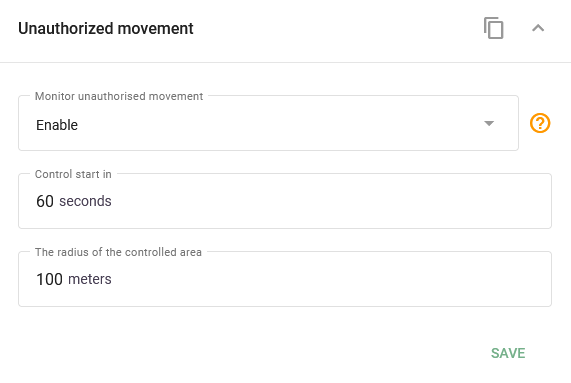 Unauthorized movement
Monitor unauthorised movement
Enable
?
Control start in
60 seconds
The radius of the controlled area
100 meters
SAVE